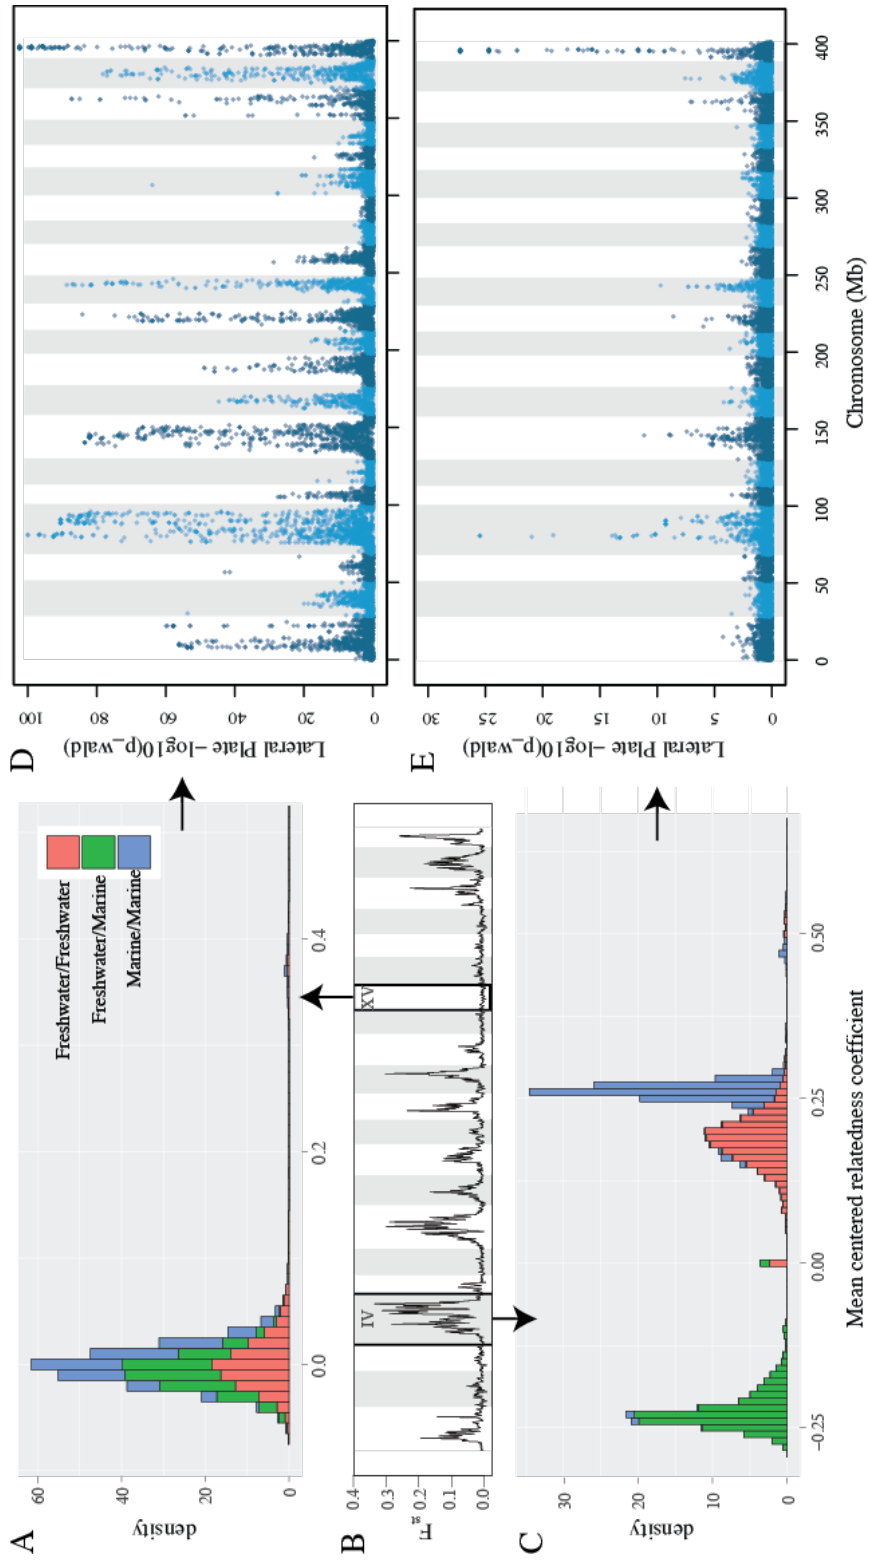 A
60
40
20
0
density
0.0
0.2
0.4
Freshwater/Freshwater
Freshwater/Marine
Marine/Marine
B
0.4
0.3
0.2
0.1
0.0
F st
IV
XV
C
30
20
10
0
density
−0.25
0.00
0.25
0.50
Mean centered relatedness coefficient
D
100
80
60
40
20
0
Lateral Plate −log10(p_wald)
E
30
25
20
15
10
5
0
Lateral Plate −log10(p_wald)
0
50
100
150
200
250
300
350
400
Chromosome (Mb)